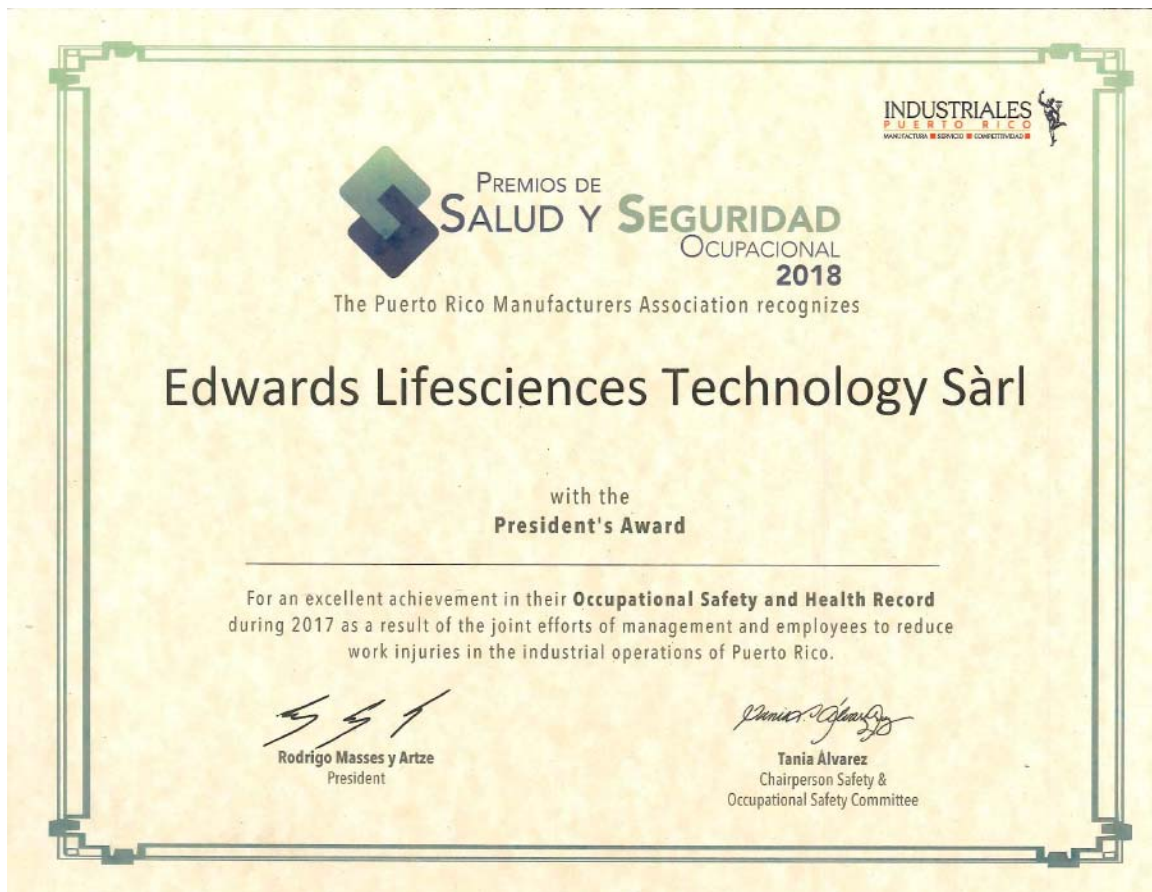 INDUSTRIALES
PUERTO RICO
MANUFACTURA SERVICIO COMPETITIVIDAD
PREMIOS DE
SALUD Y SEGURIDAD
OCUPACIONAL
2018
The Puerto Rico Manufacturers Association recognizes
Edwards Lifesciences Technology Sàrl
with the
President's Award
For an excellent achievement in their Occupational Safety and Health Record
during 2017 as a result of the joint efforts of management and employees to reduce
work injuries in the industrial operations of Puerto Rico.
Rodrigo Masses y Artze
President
Tania Álvarez
Chairperson Safety &
Occupational Safety Committee